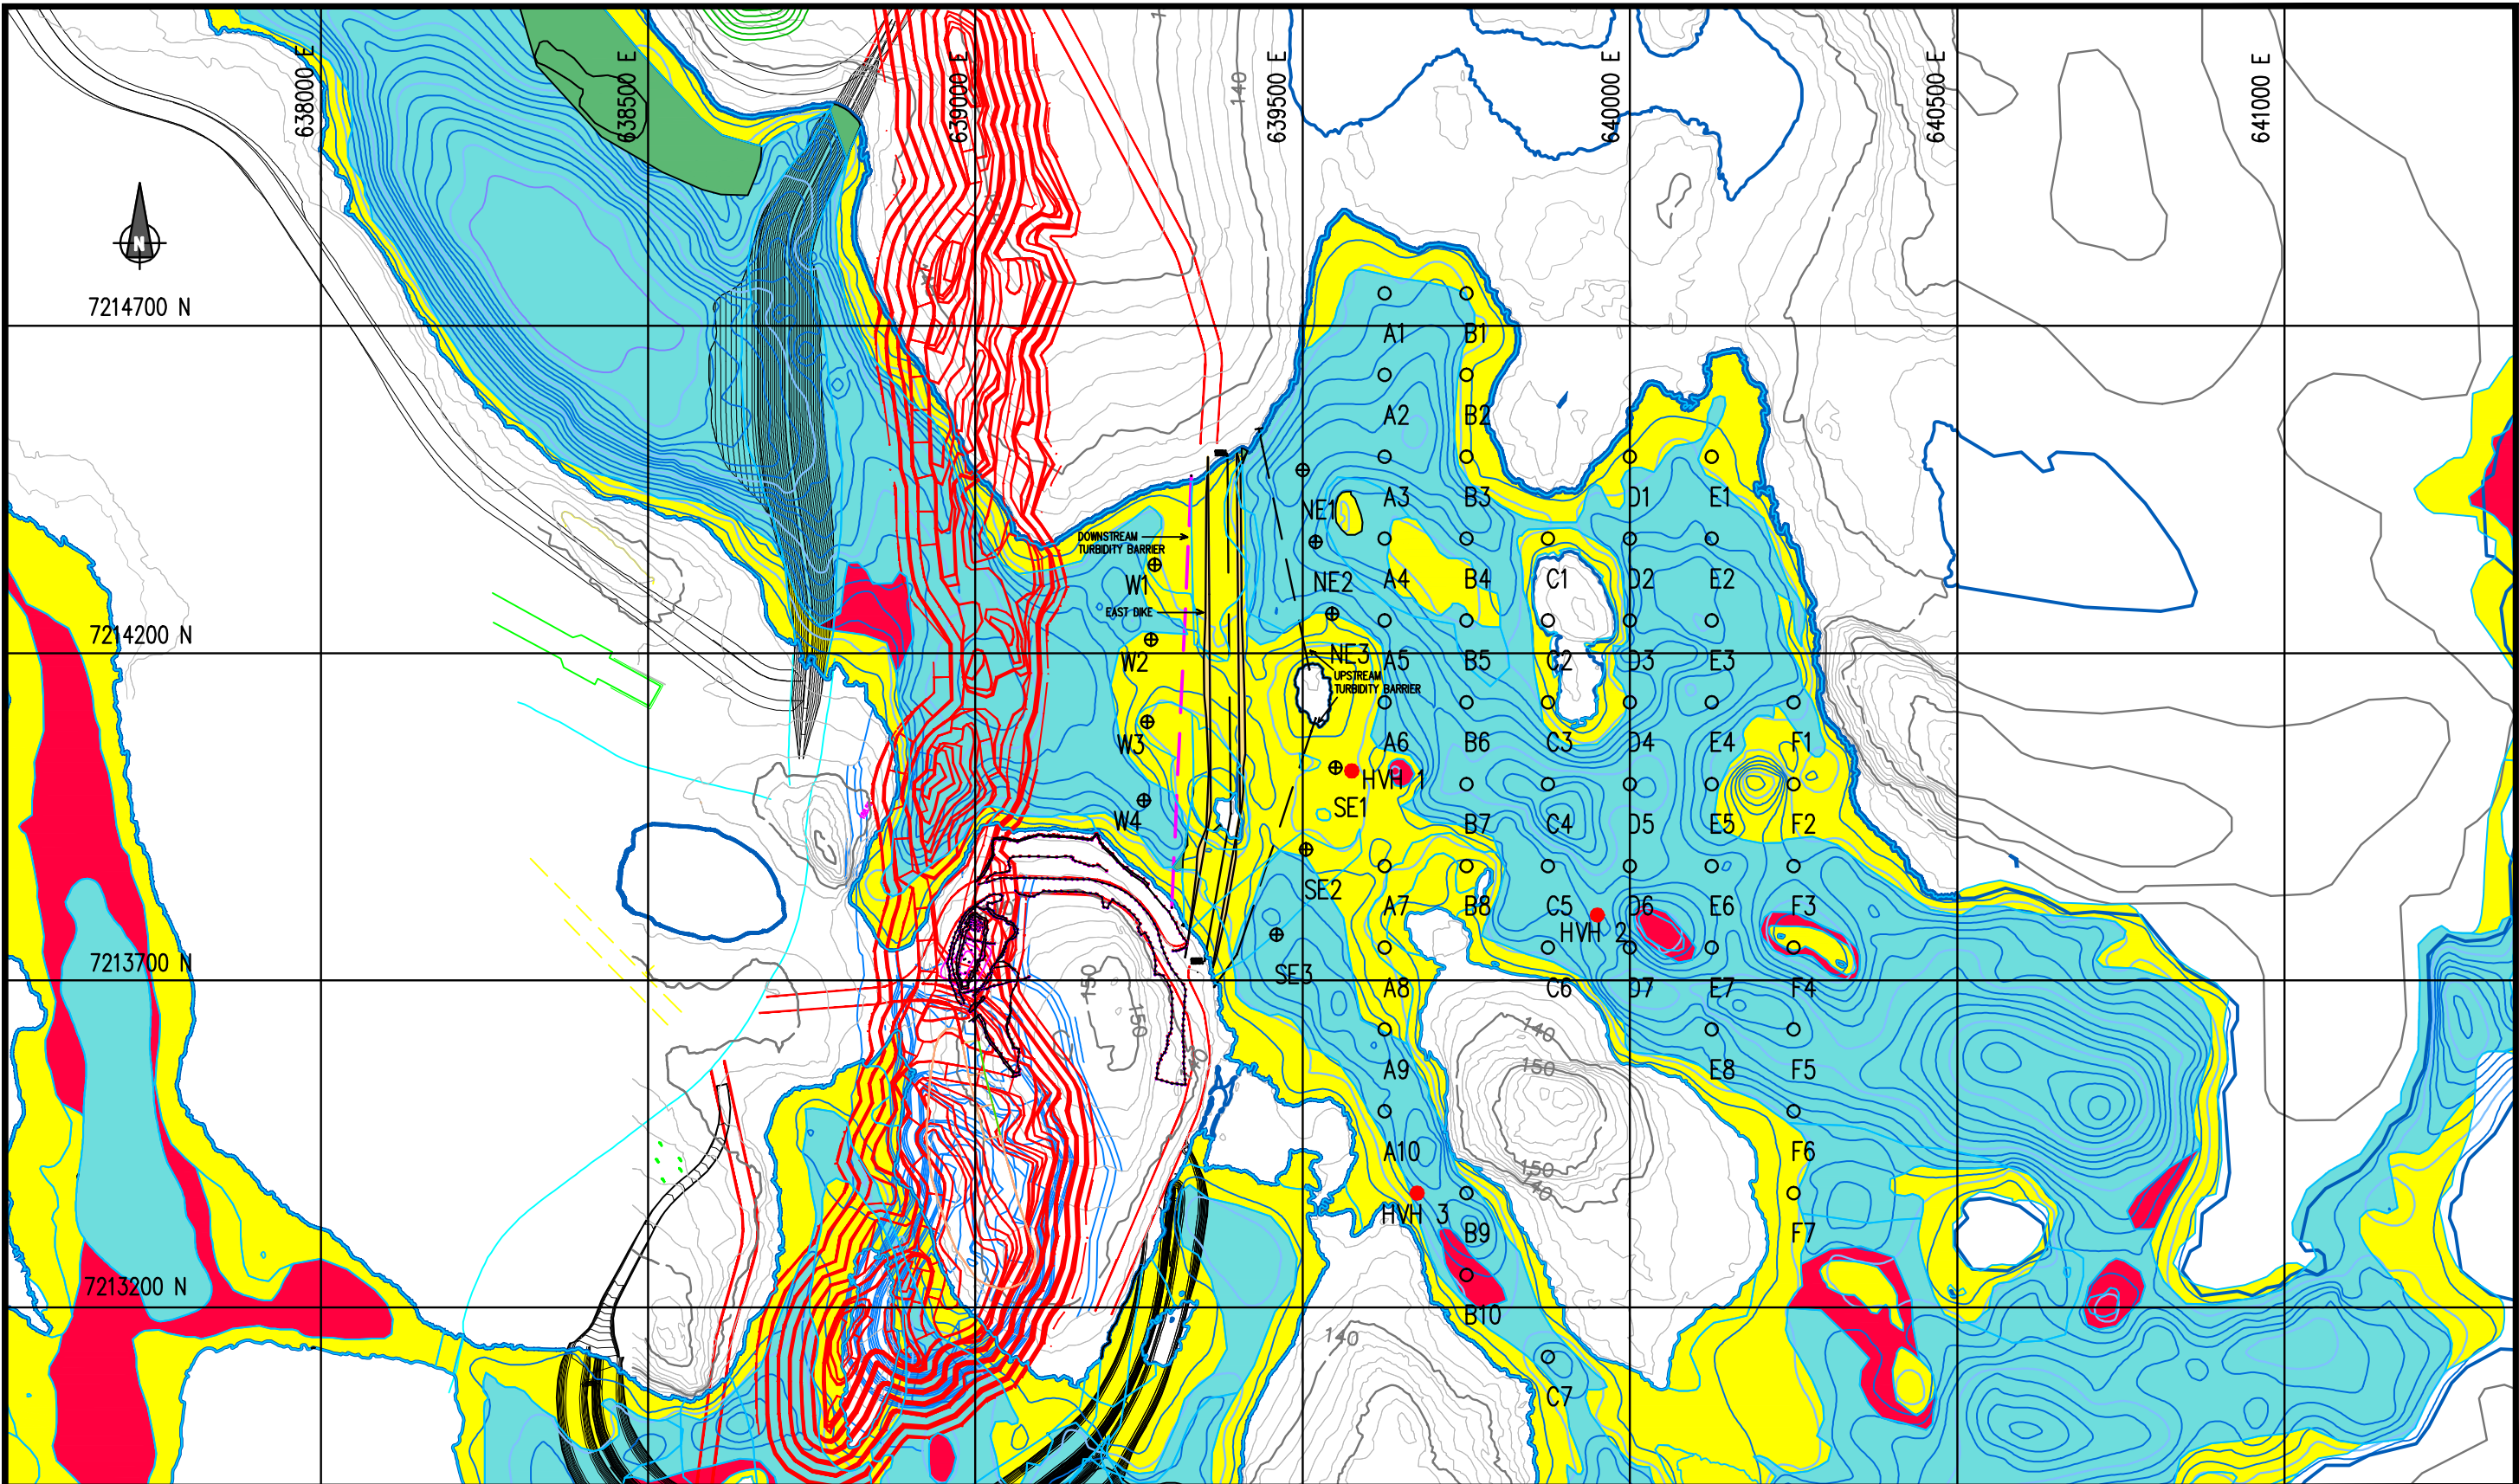 638000 E
638500 E
639000 E
639500 E
640000 E
640500 E
641000 E
140
N
7214700 N
A1
B1
A2
B2
NE1
A3
B3
D1
E1
DOWNSTREAM
TURBIDITY BARRIER
W1
NE2
A4
B4
C1
D2
E2
EAST DIKE
7214200 N
W2
NE3
A5
B5
C2
D3
E3
UPSTREAM
TURBIDITY BARRIER
W3
A6
B6
C3
D4
E4
F1
HVH 1
SE1
W4
B7
C4
D5
E5
F2
SE2
A7
B8
C5
D6
E6
F3
HVH 2
7213700 N
SE3
150
A8
C6
D7
E7
F4
150
140
140
150
A9
E8
F5
A10
F6
150
140
HVH 3
B9
F7
7213200 N
B10
140
C7